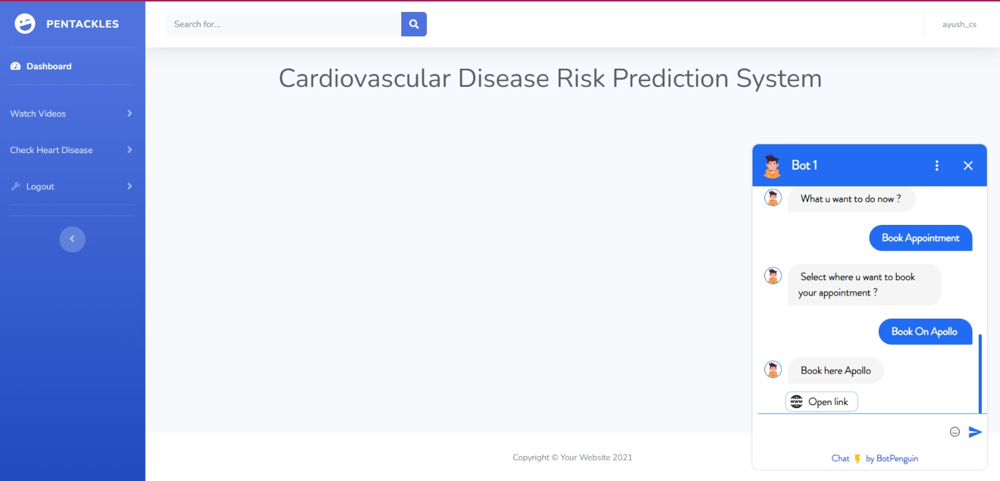 PENTACKLES
Dashboard
Watch Videos
Check Heart Disease
Logout
Search for...
ayush_cs
Cardiovascular Disease Risk Prediction System
Bot 1
What u want to do now ?
Book Appointment
Select where u want to book
your appointment ?
Book On Apollo
Book here Apollo
www
Open link
Chat by BotPenguin
Copyright © Your Website 2021